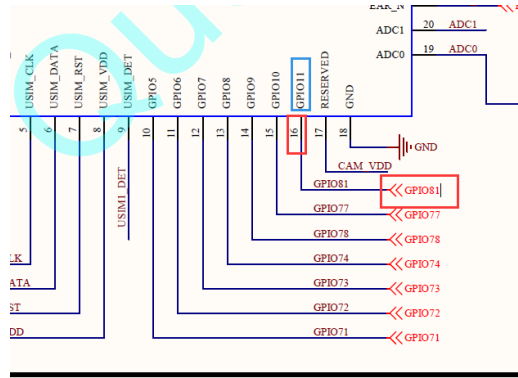 EAR_N
ADC1 20 ADC1
ADC0 19 ADC0
USIM_CLK
USIM_DATA
USIM_RST
USIM_VDD
USIM_DET
GPIO5
GPIO6
GPIO7
GPIO8
GPIO9
GPIO10
GPIO11
RESERVED
GND
5 6 7 8 9 10 11 12 13 14 15 16 17 18
GND
USIM1_DET
CAM_VDD
GPIO81 GPIO81
GPIO77 GPIO77
GPIO78 GPIO78
LK GPIO74 GPIO74
ATA GPIO73 GPIO73
ST GPIO72 GPIO72
DD GPIO71 GPIO71